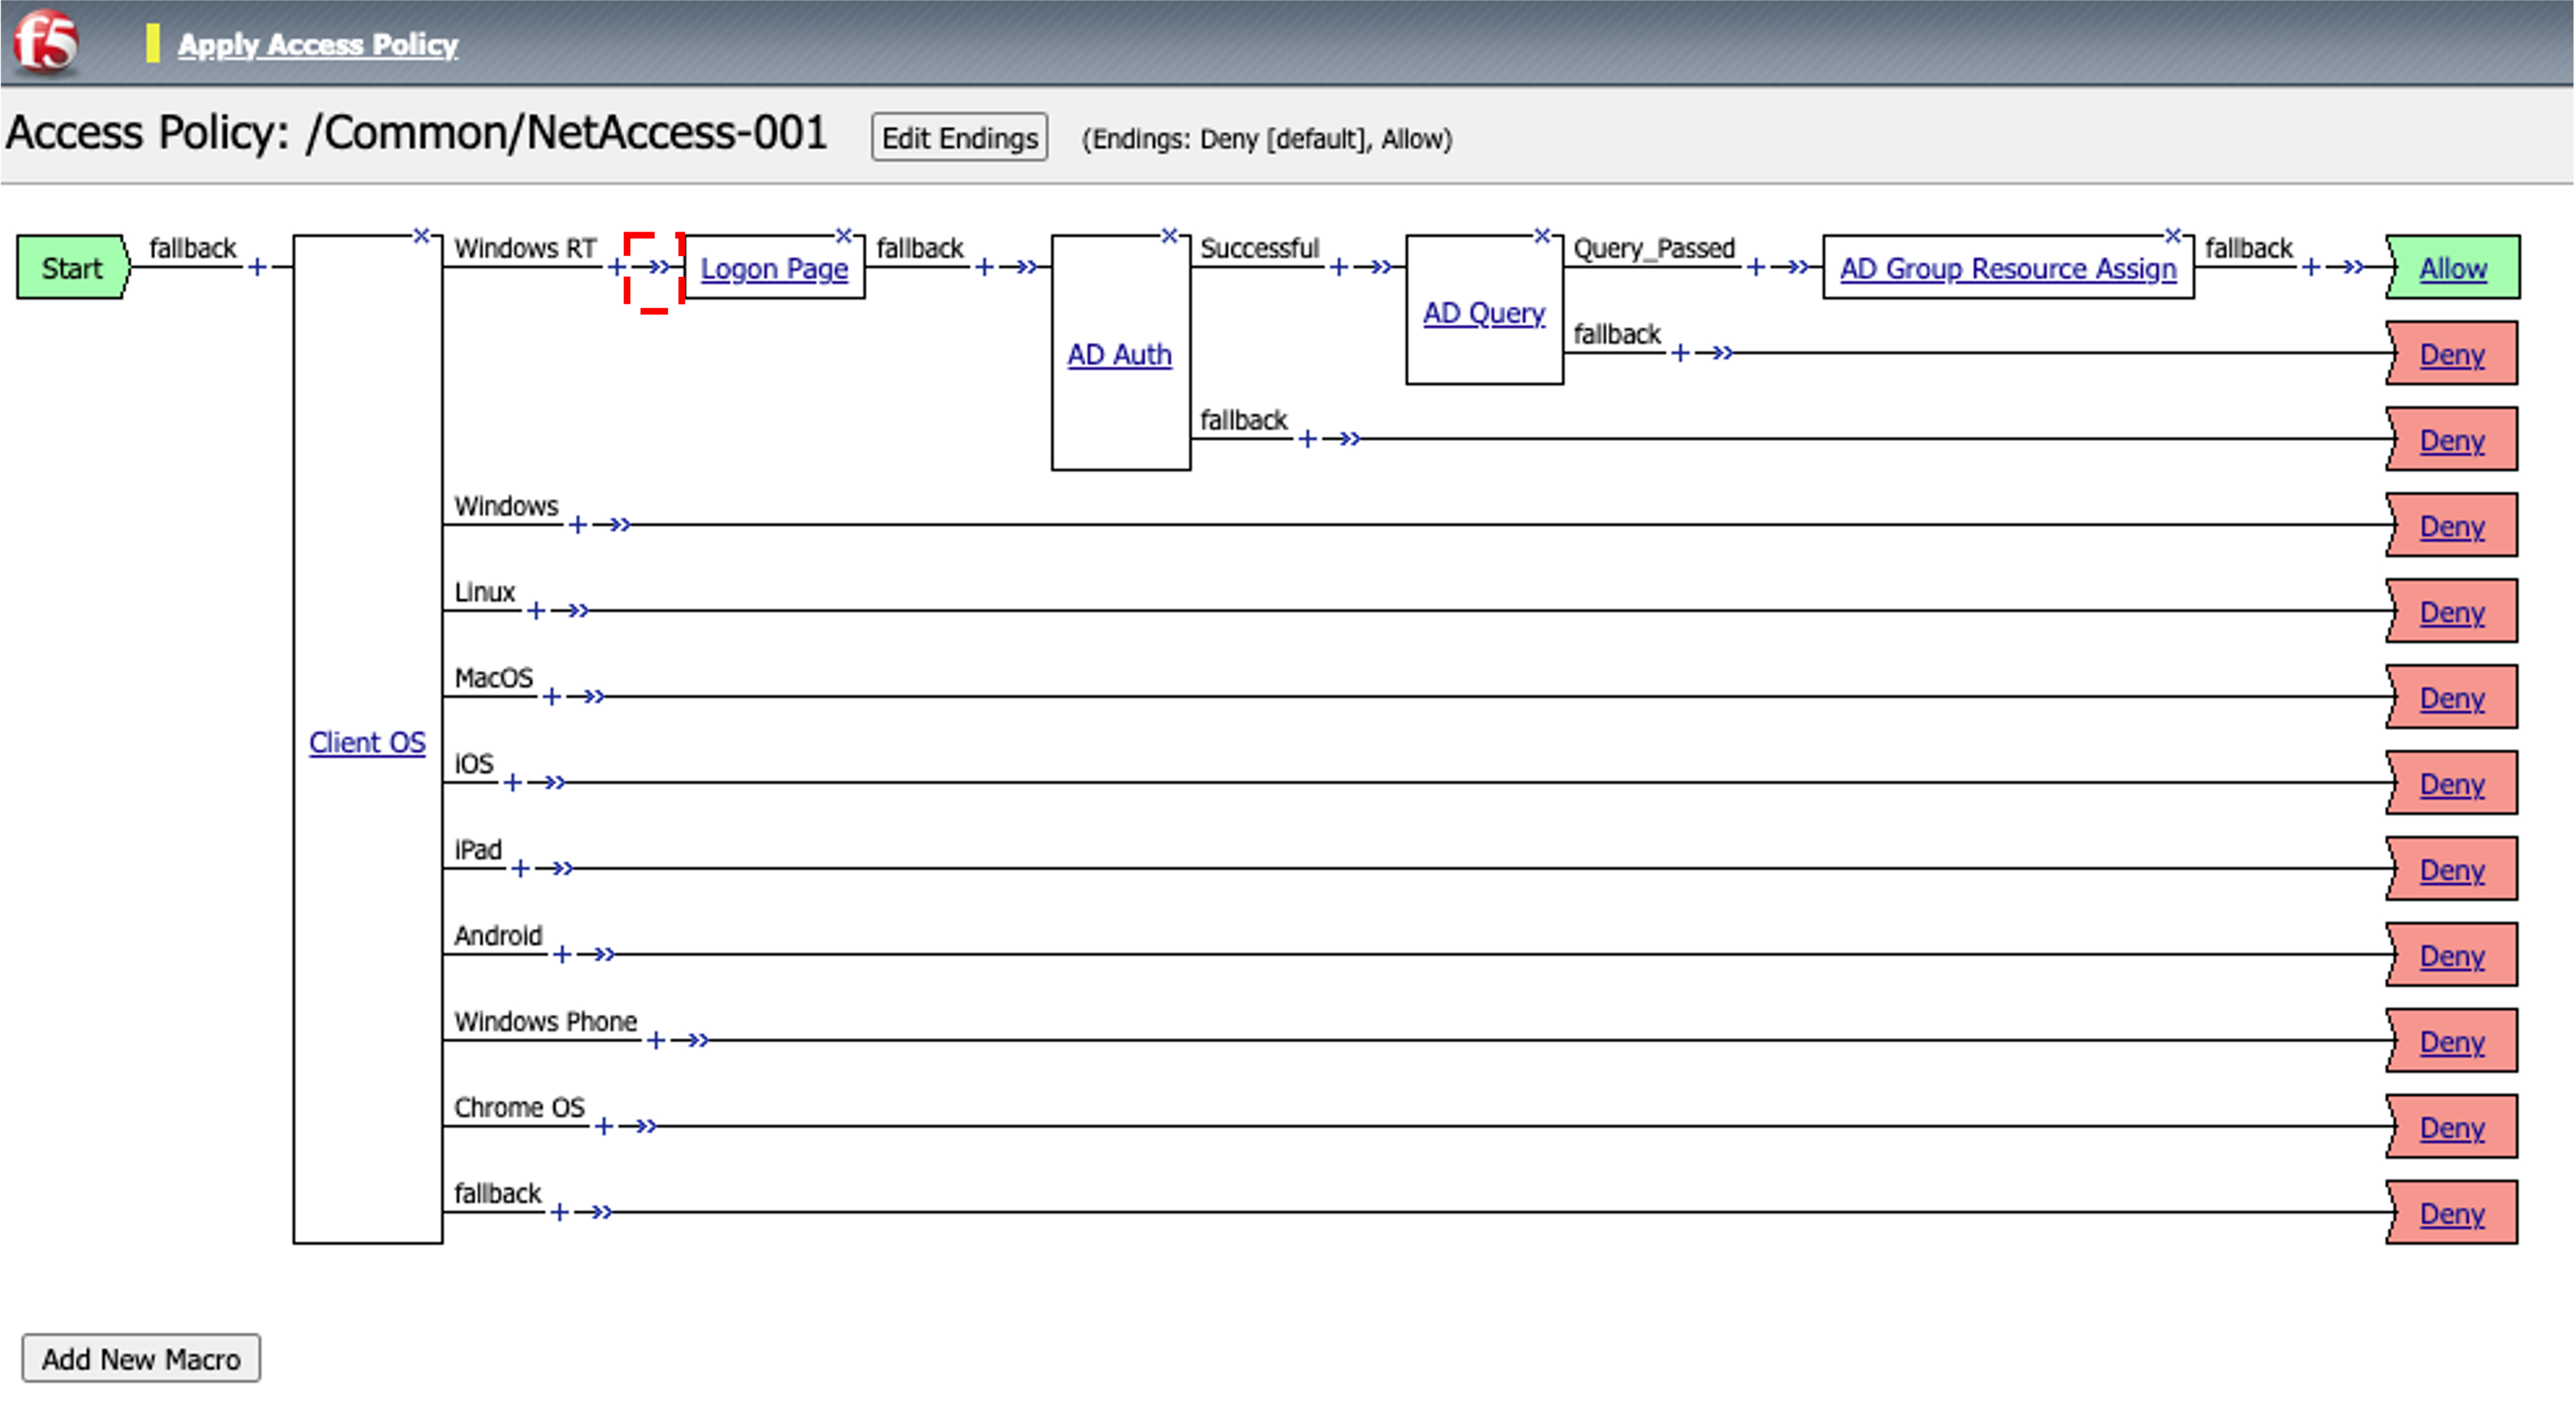 f5 Apply Access Policy
Access Policy: /Common/NetAccess-001 Edit Endings (Endings: Deny [default], Allow)
Start fallback + Windows RT + Logon Page fallback + Successful + Query_Passed + AD Group Resource Assign fallback + Allow
AD Query
fallback + Deny
AD Auth
fallback + Deny
Windows + Deny
Linux + Deny
MacOS + Deny
Client OS
iOS + Deny
iPad + Deny
Android + Deny
Windows Phone + Deny
Chrome OS + Deny
fallback + Deny
Add New Macro